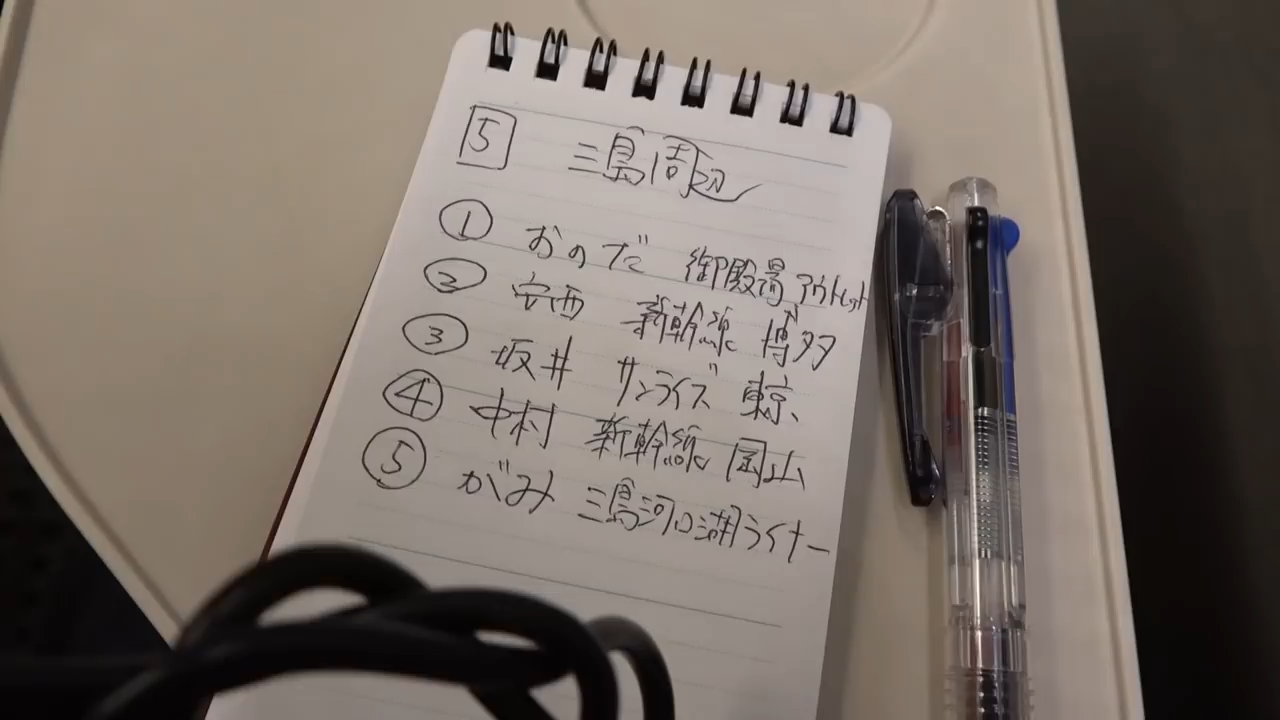 5 三島周辺
① おのだ 御殿場アウトレット
② 安西 新幹線 博多
③ 坂井 サンライズ 東京
④ 中村 新幹線 岡山
⑤ がみ 三島河口湖ライナー